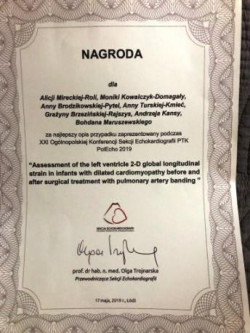 NAGRODA
dla
Alicji Mireckiej-Roli, Moniki Kowalczyk-Domagały,
Anny Brodzikowskiej-Pytel, Anny Turskiej-Kmieć,
Grażyny Brzezińskiej-Rajszys, Andrzeja Kansy,
Bohdana Maruszewskiego
za najlepszy opis przypadku zaprezentowany podczas
XXI Ogólnopolskiej Konferencji Sekcji Echokardiografii PTK
PolEcho 2019
"Assessment of the left ventricle 2-D global longitudinal
strain in infants with dilated cardiomyopathy before and
after surgical treatment with pulmonary artery banding "
SEKCJA ECHOKARDIOGRAFII
prof. dr hab. n. med. Olga Trojnarska
Przewodnicząca Sekcji Echokardiografii
17 maja, 2019 r., Łódź